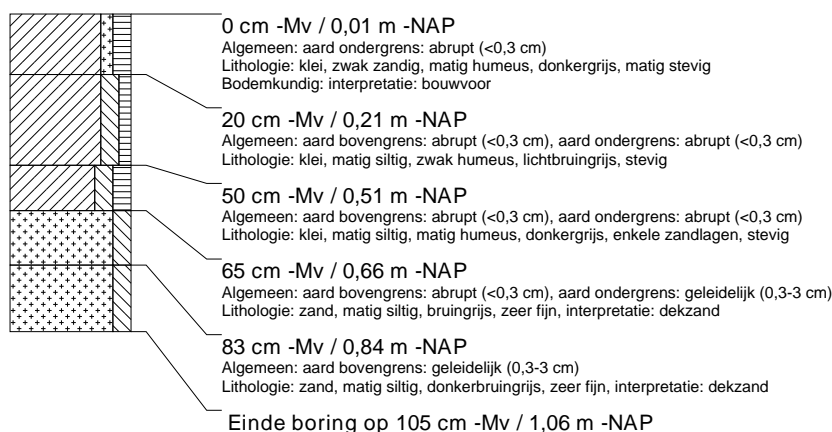 0 cm -Mv / 0,01 m -NAP
Algemeen: aard ondergrens: abrupt (<0,3 cm)
Lithologie: klei, zwak zandig, matig humeus, donkergrijs, matig stevig
Bodemkundig: interpretatie: bouwvoor
20 cm -Mv / 0,21 m -NAP
Algemeen: aard bovengrens: abrupt (<0,3 cm), aard ondergrens: abrupt (<0,3 cm)
Lithologie: klei, matig siltig, zwak humeus, lichtbruingrijs, stevig
50 cm -Mv / 0,51 m -NAP
Algemeen: aard bovengrens: abrupt (<0,3 cm), aard ondergrens: abrupt (<0,3 cm)
Lithologie: klei, matig siltig, matig humeus, donkergrijs, enkele zandlagen, stevig
65 cm -Mv / 0,66 m -NAP
Algemeen: aard bovengrens: abrupt (<0,3 cm), aard ondergrens: geleidelijk (0,3-3 cm)
Lithologie: zand, matig siltig, bruingrijs, zeer fijn, interpretatie: dekzand
83 cm -Mv / 0,84 m -NAP
Algemeen: aard bovengrens: geleidelijk (0,3-3 cm)
Lithologie: zand, matig siltig, donkerbruingrijs, zeer fijn, interpretatie: dekzand
Einde boring op 105 cm -Mv / 1,06 m -NAP